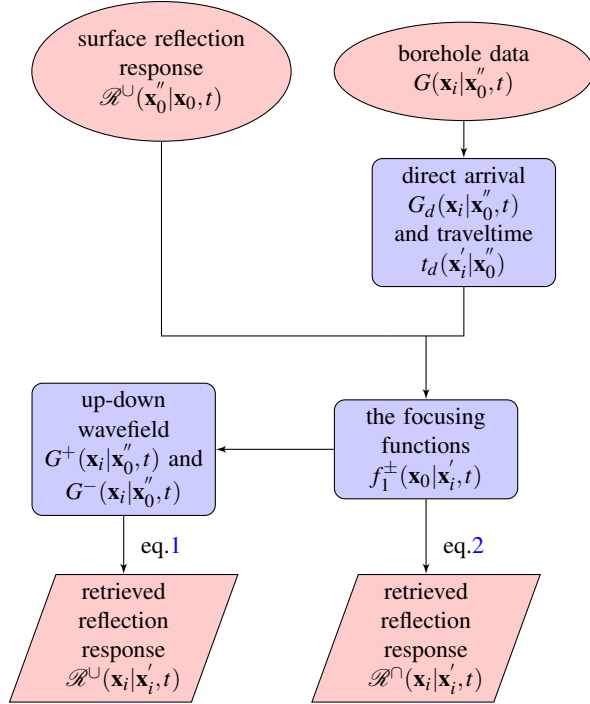 surface reflection
response
ℛ^∪(𝐱₀″|𝐱₀, t)
borehole data
G(𝐱ᵢ|𝐱₀″, t)
direct arrival
G_d(𝐱ᵢ|𝐱₀″, t)
and traveltime
t_d(𝐱ᵢ′|𝐱₀″)
up-down
wavefield
G⁺(𝐱ᵢ|𝐱₀″, t) and
G⁻(𝐱ᵢ|𝐱₀″, t)
the focusing
functions
f₁^±(𝐱₀|𝐱ᵢ′, t)
eq.1
eq.2
retrieved
reflection
response
ℛ^∪(𝐱ᵢ|𝐱ᵢ′, t)
retrieved
reflection
response
ℛ^∩(𝐱ᵢ|𝐱ᵢ′, t)